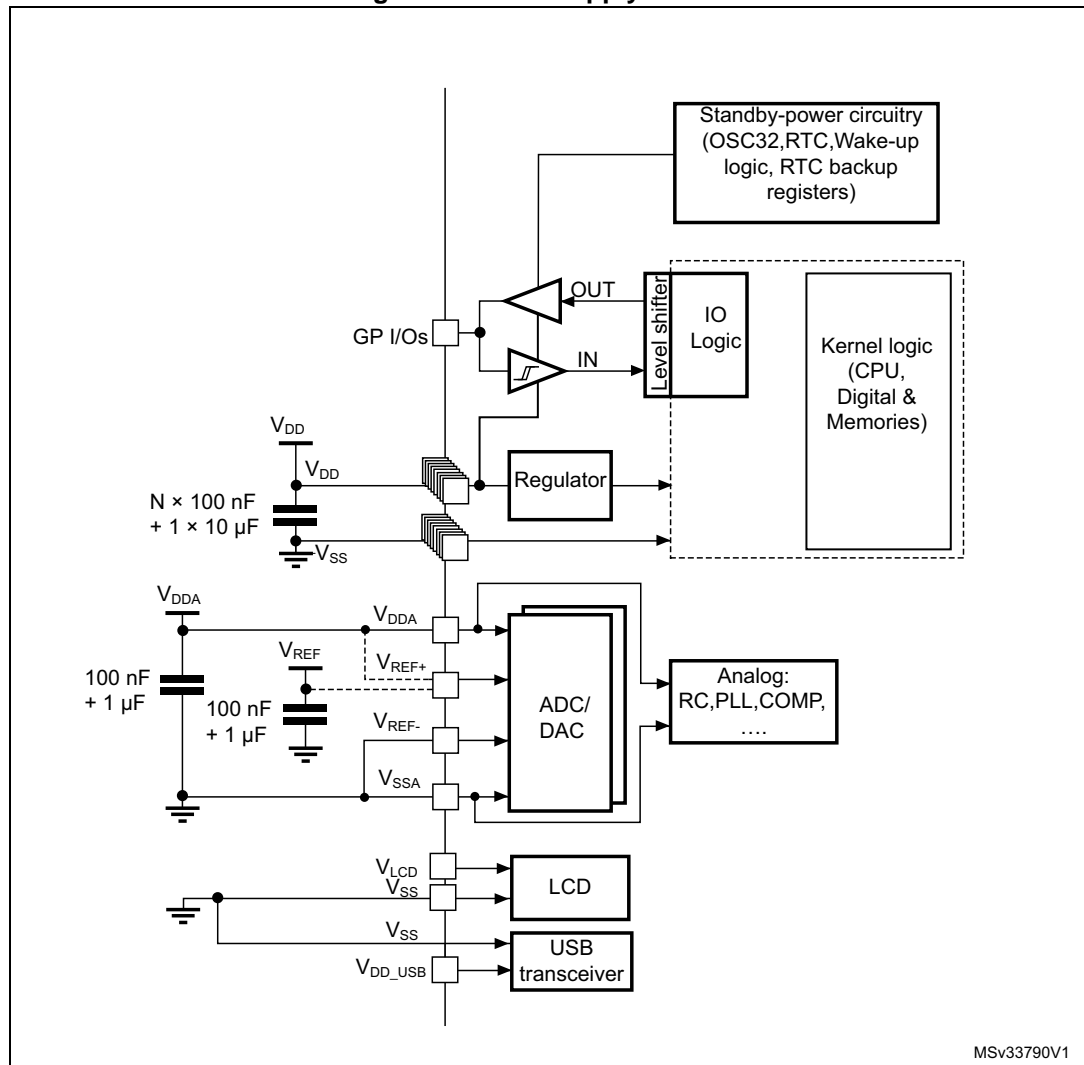 Standby-power circuitry
(OSC32,RTC,Wake-up
logic, RTC backup
registers)
OUT
Level shifter
IO
Logic
GP I/Os
IN
Kernel logic
(CPU,
Digital &
Memories)
VDD
VDD
Regulator
N × 100 nF
+ 1 × 10 µF
VSS
VDDA
VDDA
VREF
VREF+
100 nF
+ 1 µF
100 nF
+ 1 µF
ADC/
DAC
Analog:
RC,PLL,COMP,
....
VREF-
VSSA
VLCD
VSS
LCD
VSS
USB
transceiver
VDD_USB
MSv33790V1